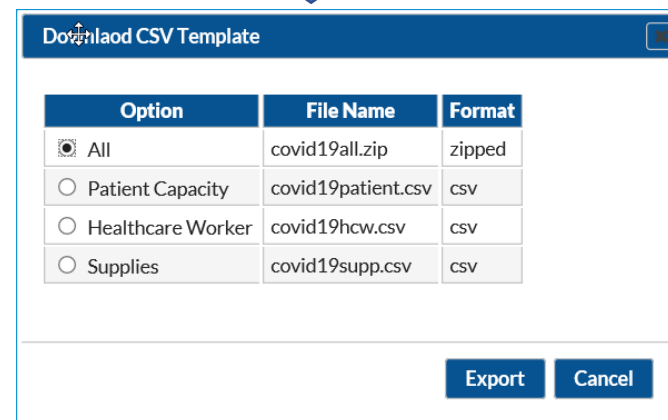 Downlaod CSV Template
Option File Name Format
All covid19all.zip zipped
Patient Capacity covid19patient.csv csv
Healthcare Worker covid19hcw.csv csv
Supplies covid19supp.csv csv
Export Cancel